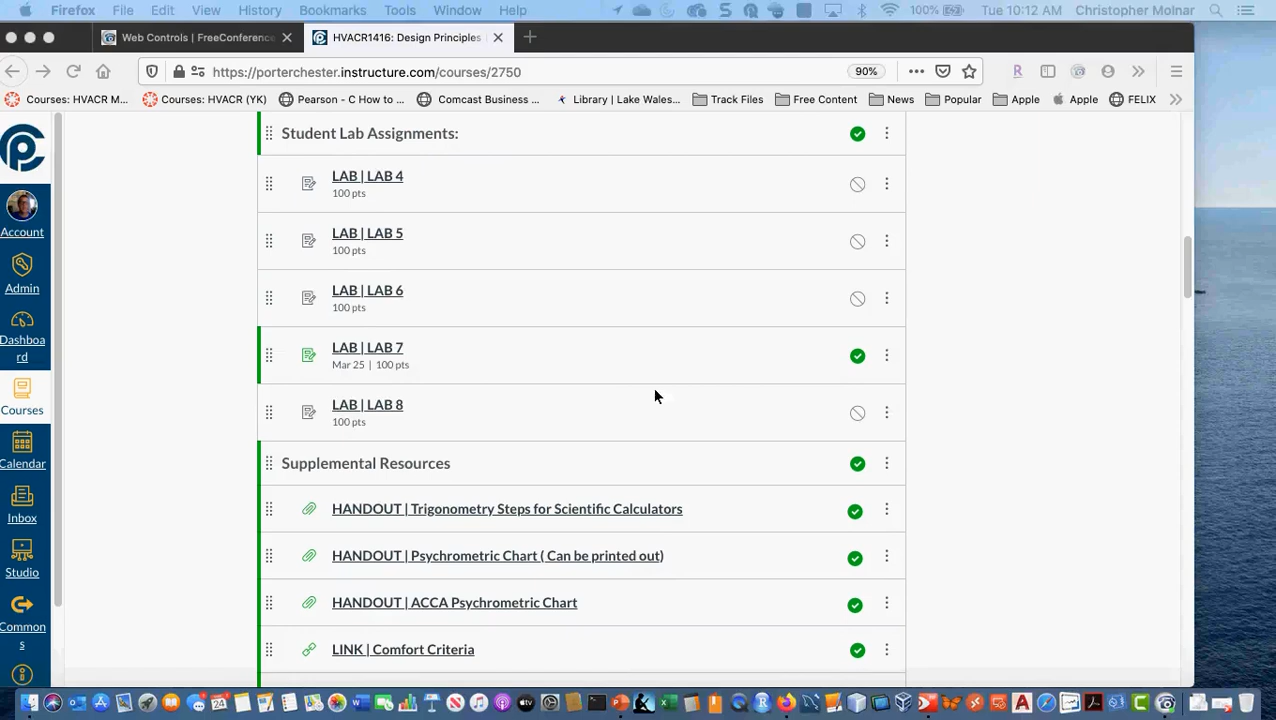 Firefox File Edit View History Bookmarks Tools Window Help 100% Tue 10:12 AM Christopher Molnar
Web Controls | FreeConference HVACR1416: Design Principles
https://porterchester.instructure.com/courses/2750 90%
Courses: HVACR M... Courses: HVACR (YK) Pearson - C How to ... Comcast Business ... Library | Lake Wales... Track Files Free Content News Popular Apple Apple FELIX
Account
Admin
Dashboa
rd
Courses
Calendar
Inbox
Studio
Common
s
Student Lab Assignments:
LAB | LAB 4
100 pts
LAB | LAB 5
100 pts
LAB | LAB 6
100 pts
LAB | LAB 7
Mar 25 | 100 pts
LAB | LAB 8
100 pts
Supplemental Resources
HANDOUT | Trigonometry Steps for Scientific Calculators
HANDOUT | Psychrometric Chart ( Can be printed out)
HANDOUT | ACCA Psychrometric Chart
LINK | Comfort Criteria